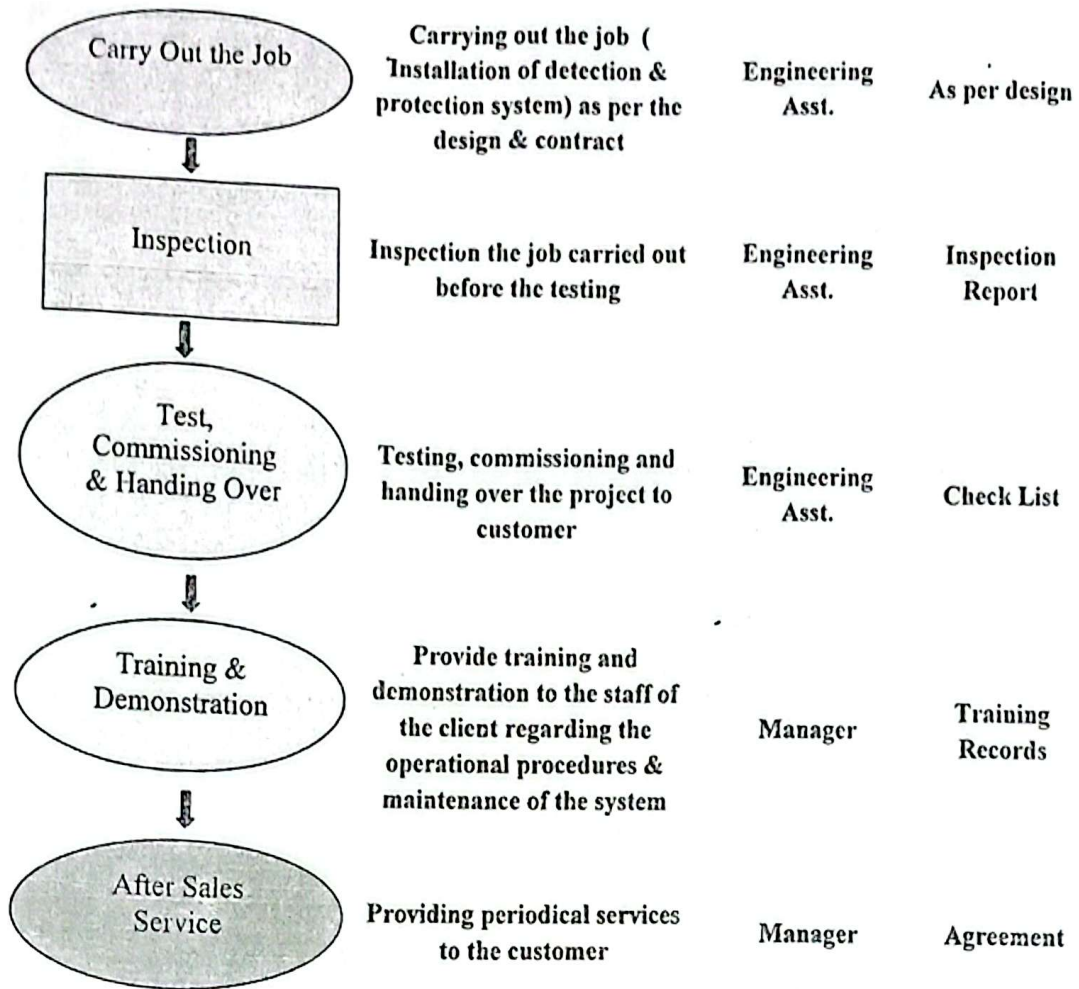 Carry Out the Job
Carrying out the job (
Installation of detection &
protection system) as per the
design & contract
Engineering
Asst.
As per design
Inspection
Inspection the job carried out
before the testing
Engineering
Asst.
Inspection
Report
Test,
Commissioning
& Handing Over
Testing, commissioning and
handing over the project to
customer
Engineering
Asst.
Check List
Training &
Demonstration
Provide training and
demonstration to the staff of
the client regarding the
operational procedures &
maintenance of the system
Manager
Training
Records
After Sales
Service
Providing periodical services
to the customer
Manager
Agreement